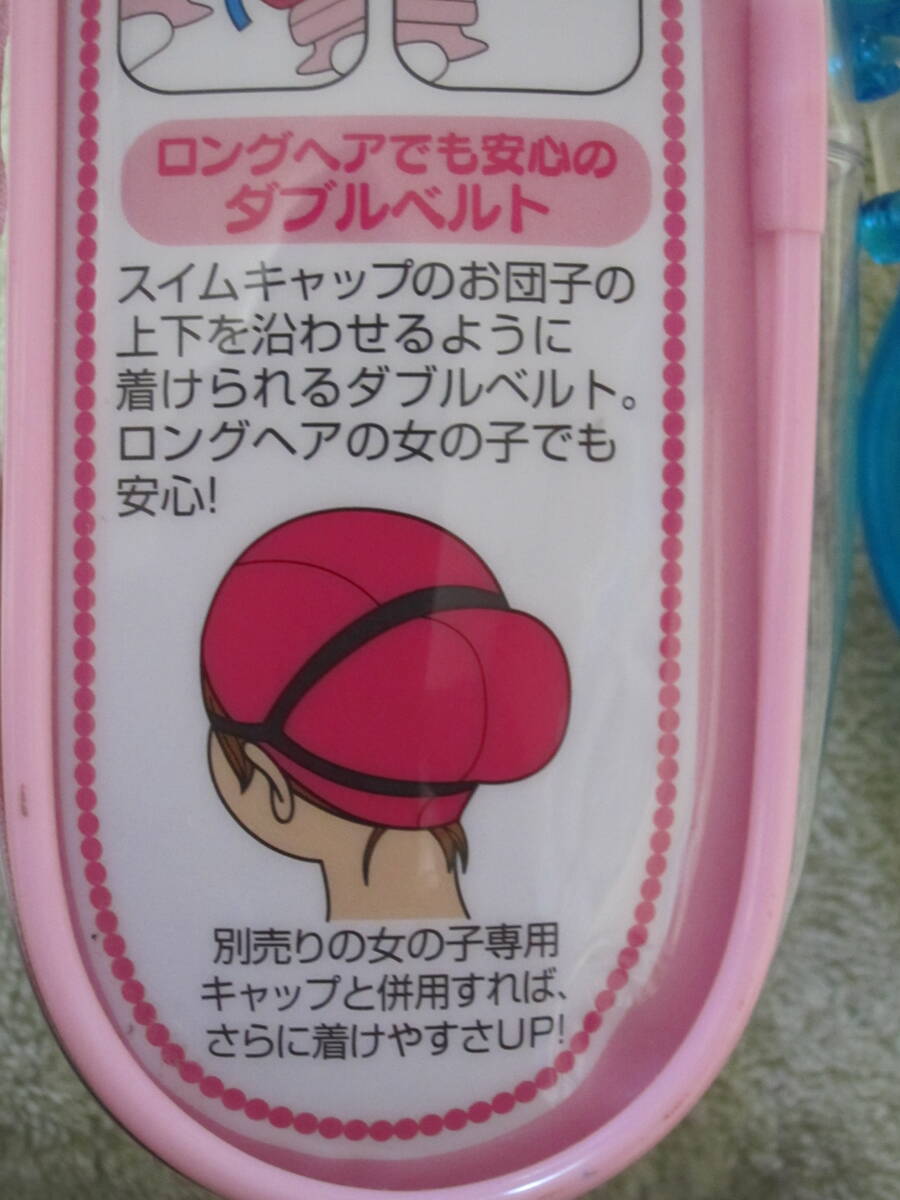 ロングヘアでも安心の
ダブルベルト
スイムキャップのお団子の
上下を沿わせるように
着けられるダブルベルト。
ロングヘアの女の子でも
安心!
別売りの女の子専用
キャップと併用すれば、
さらに着けやすさUP!